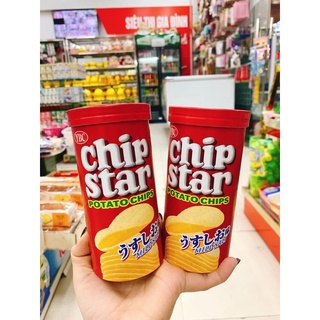 SIÊU THỊ GIA ĐÌNH
YBC
chip
star
POTATO CHIPS
うすしお味
YBC
chip
star
POTATO CHIPS
うすしお味